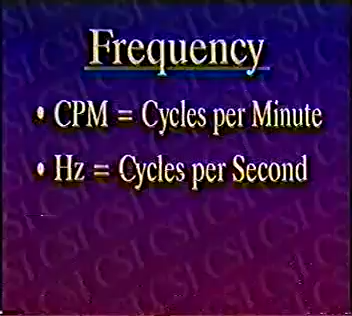 Frequency
• CPM = Cycles per Minute
• Hz = Cycles per Second